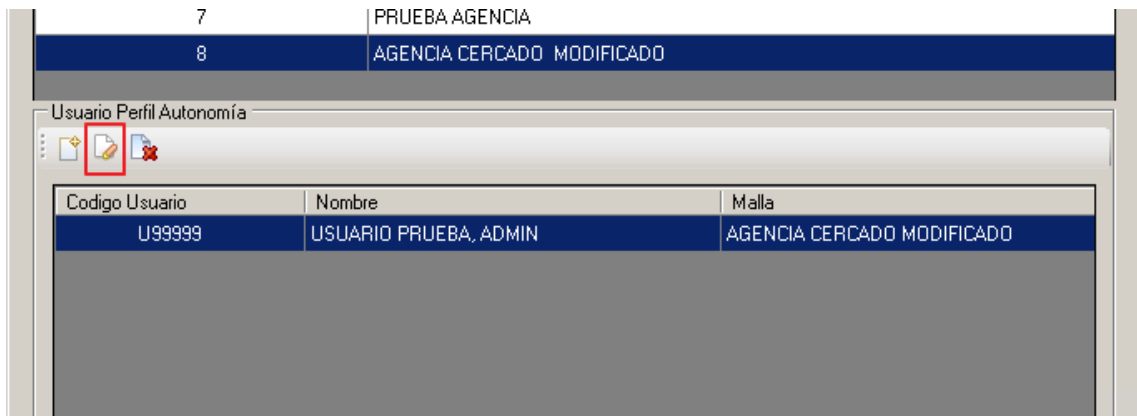 7 PRUEBA AGENCIA
8 AGENCIA CERCADO MODIFICADO
Usuario Perfil Autonomía
Codigo Usuario Nombre Malla
U99999 USUARIO PRUEBA, ADMIN AGENCIA CERCADO MODIFICADO